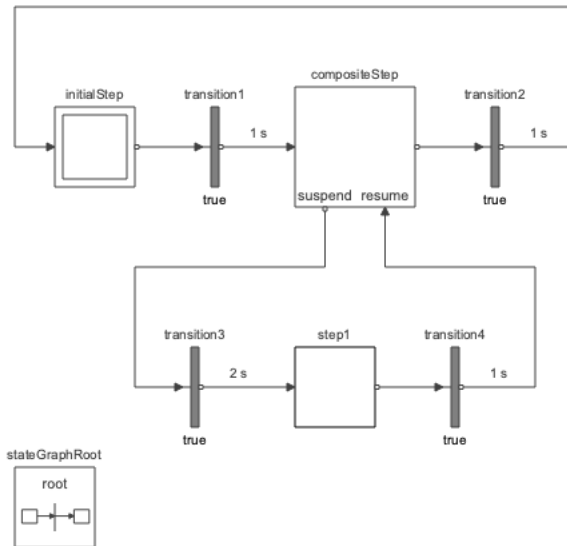 compositeStep
initialStep transition1 transition2
1 s 1 s
suspend resume
true true
transition3 step1 transition4
2 s 1 s
true true
stateGraphRoot
root